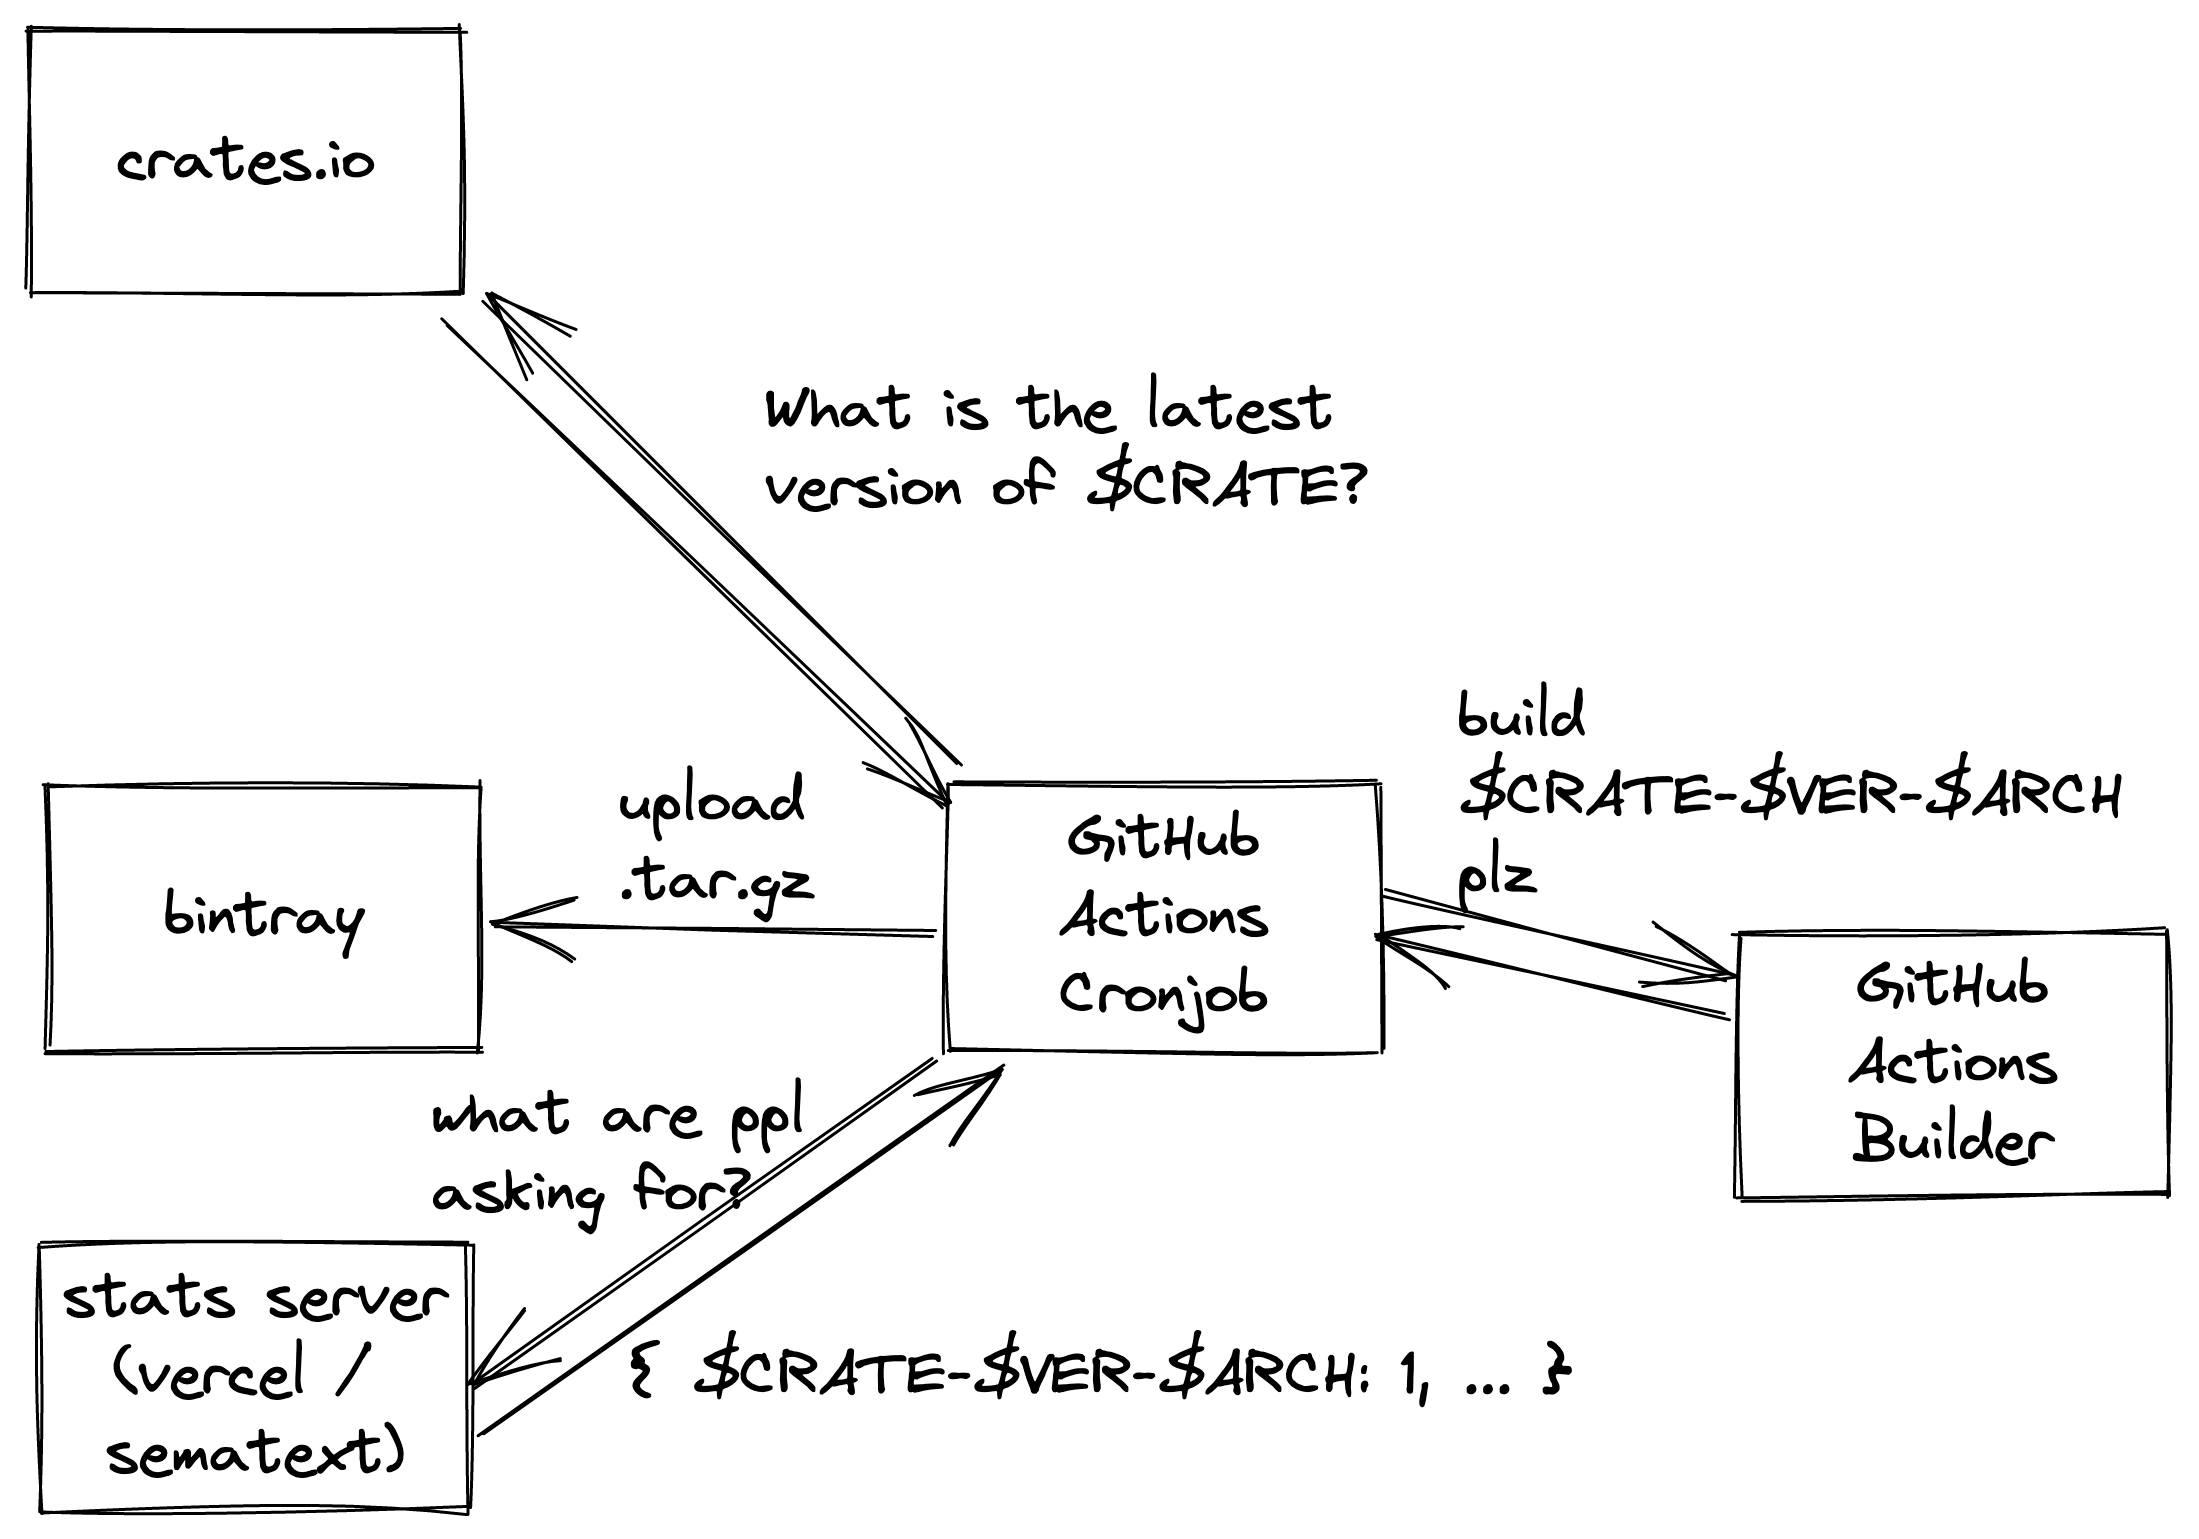 crates.io
What is the latest
version of $CRATE?
build
$CRATE-$VER-$ARCH
plz
upload
.tar.gz
bintray
GitHub
Actions
Cronjob
GitHub
Actions
Builder
what are ppl
asking for?
stats server
(vercel /
sematext)
{ $CRATE-$VER-$ARCH: 1, ... }